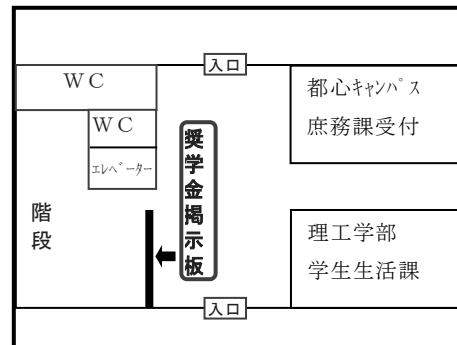 入口
ＷＣ
ＷＣ
エレベーター
階段
奨学金掲示板
都心キャンパス
庶務課受付
理工学部
学生生活課
入口